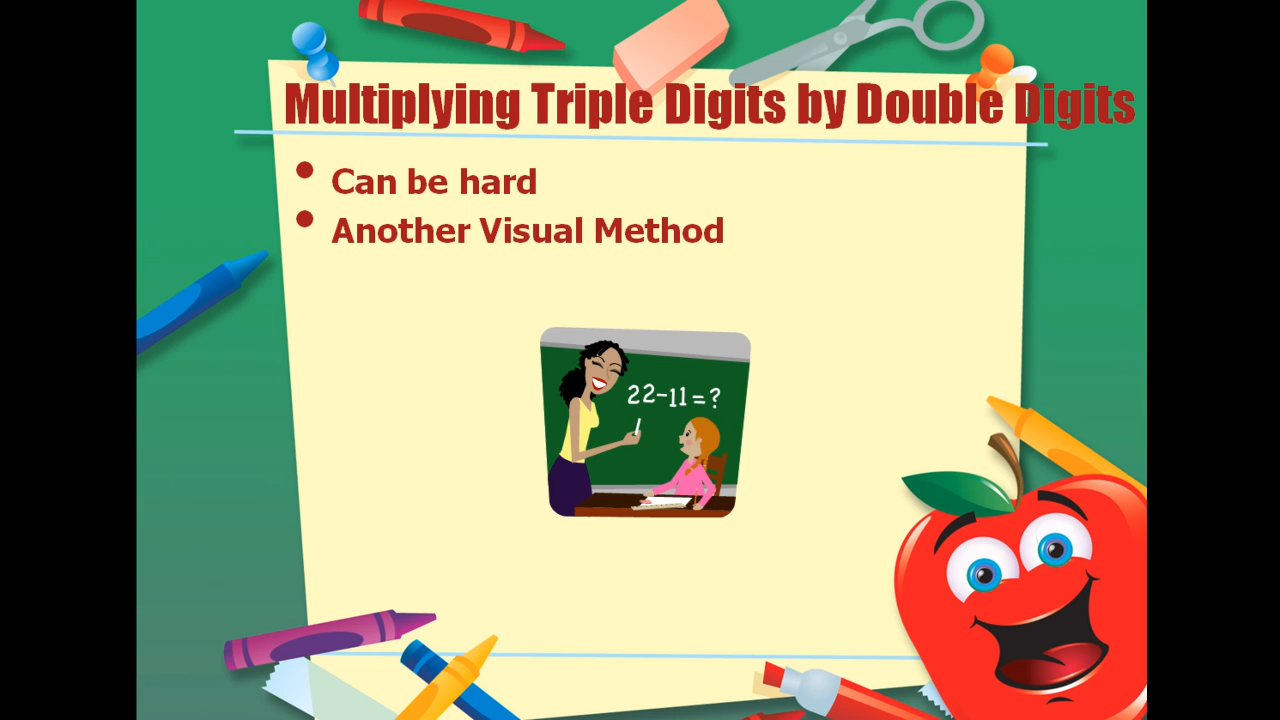 Multiplying Triple Digits by Double Digits
• Can be hard
• Another Visual Method
22-11=?